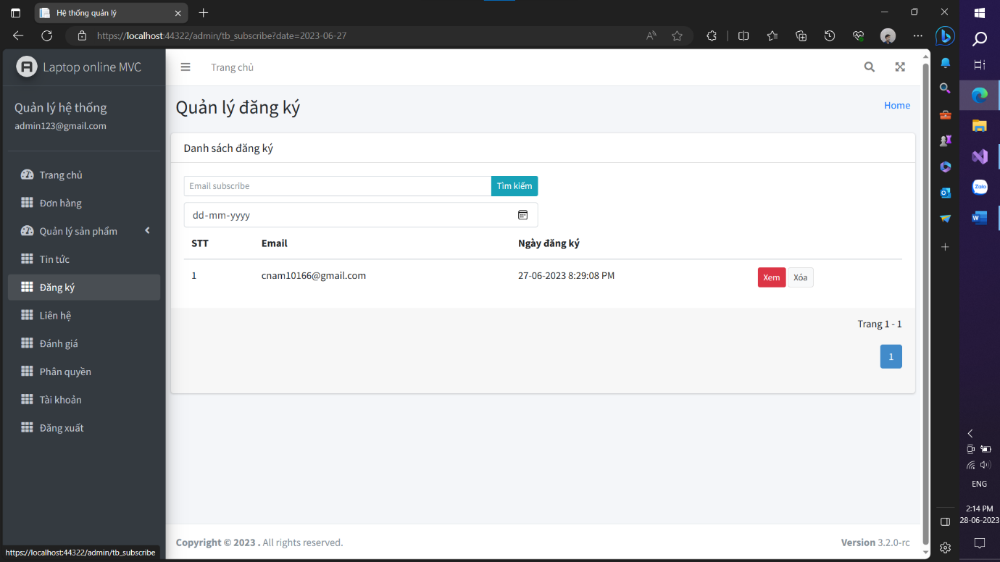 Hệ thống quản lý
https://localhost:44322/admin/tb_subscribe?date=2023-06-27
Laptop online MVC
Trang chủ
Quản lý hệ thống
admin123@gmail.com
Trang chủ
Đơn hàng
Quản lý sản phẩm
Tin tức
Đăng ký
Liên hệ
Đánh giá
Phân quyền
Tài khoản
Đăng xuất
Quản lý đăng ký
Home
Danh sách đăng ký
Email subscribe
Tìm kiếm
dd-mm-yyyy
STT Email Ngày đăng ký
1 cnam10166@gmail.com 27-06-2023 8:29:08 PM Xem Xóa
Trang 1 - 1
1
Copyright © 2023 . All rights reserved.
Version 3.2.0-rc
https://localhost:44322/admin/tb_subscribe
Zalo
ENG
2:14 PM
28-06-2023